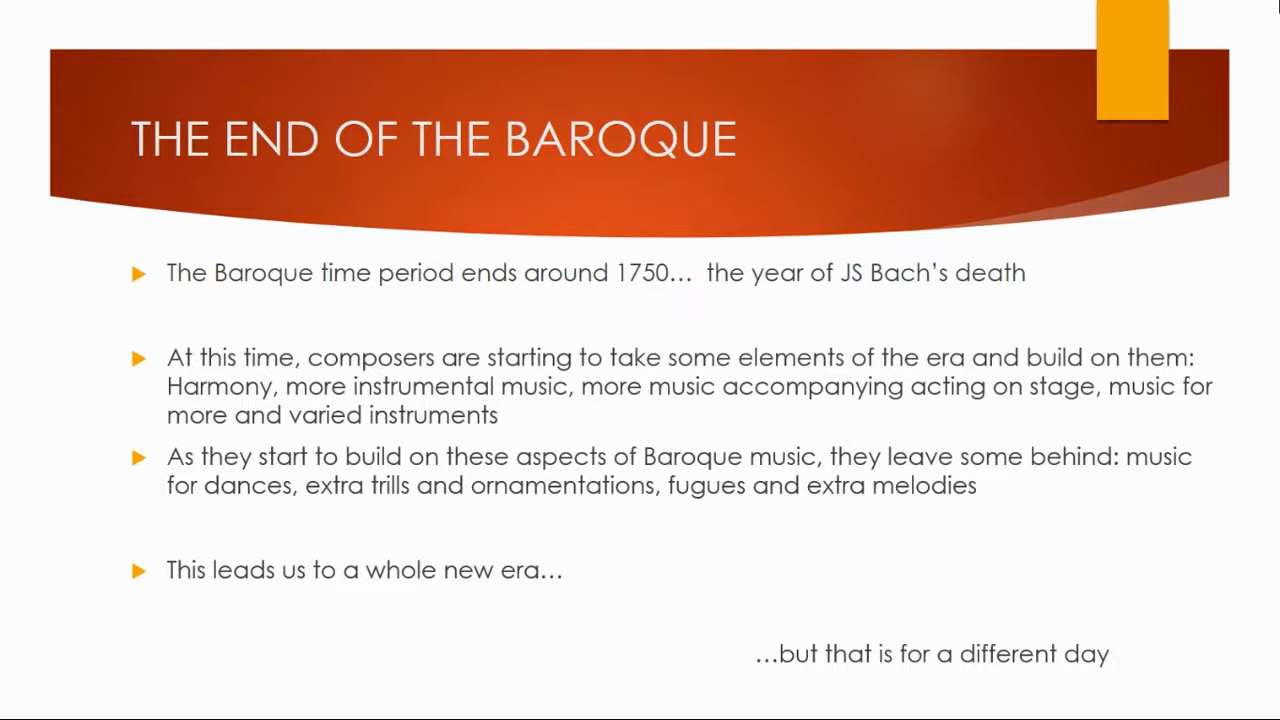 THE END OF THE BAROQUE
The Baroque time period ends around 1750… the year of JS Bach’s death
At this time, composers are starting to take some elements of the era and build on them:
Harmony, more instrumental music, more music accompanying acting on stage, music for
more and varied instruments
As they start to build on these aspects of Baroque music, they leave some behind: music
for dances, extra trills and ornamentations, fugues and extra melodies
This leads us to a whole new era…
…but that is for a different day